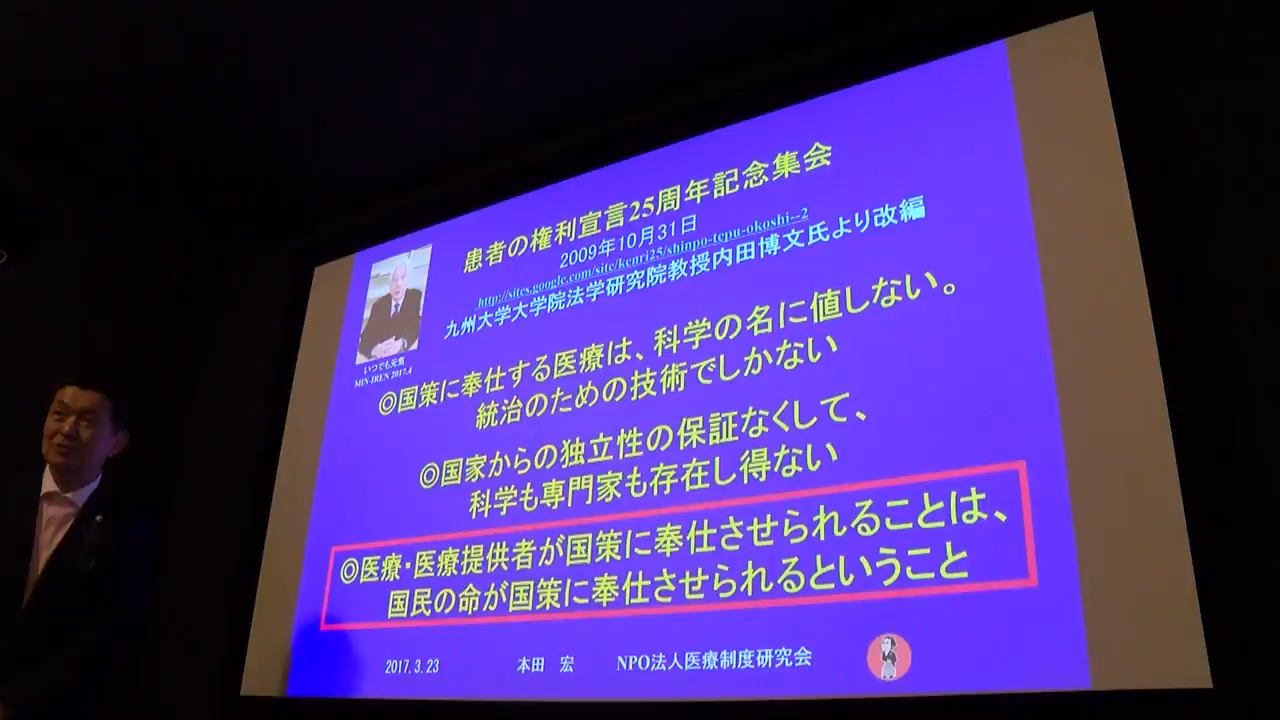 患者の権利宣言25周年記念集会
2009年10月31日
http://sites.google.com/site/kenri25/shinpo-tepu-okoshi--2
九州大学大学院法学研究院教授内田博文氏より改編
いつでも元気
MIN-IREN 2017.4
◎国策に奉仕する医療は、科学の名に値しない。
統治のための技術でしかない
◎国家からの独立性の保証なくして、
科学も専門家も存在し得ない
◎医療・医療提供者が国策に奉仕させられることは、
国民の命が国策に奉仕させられるということ
2017.3.23 本田 宏 NPO法人医療制度研究会